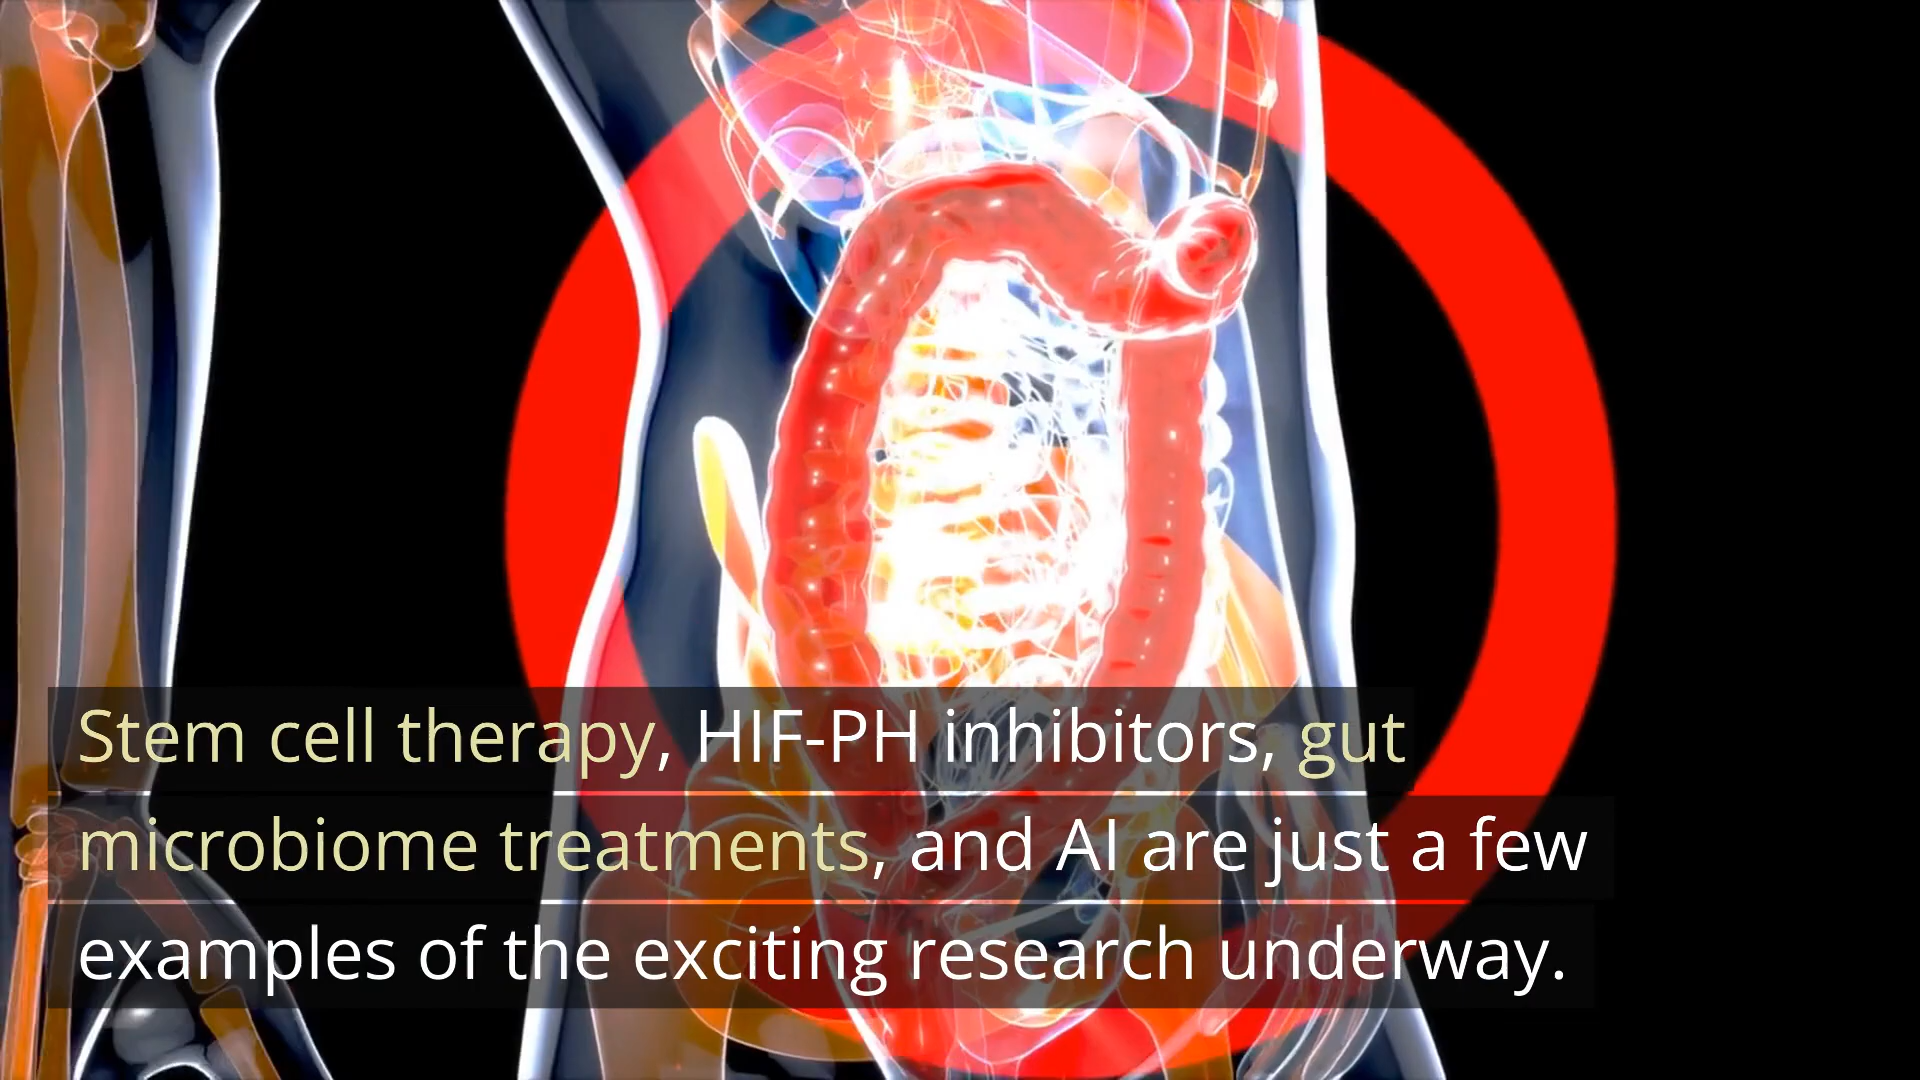 Stem cell therapy, HIF-PH inhibitors, gut
microbiome treatments, and AI are just a few
examples of the exciting research underway.